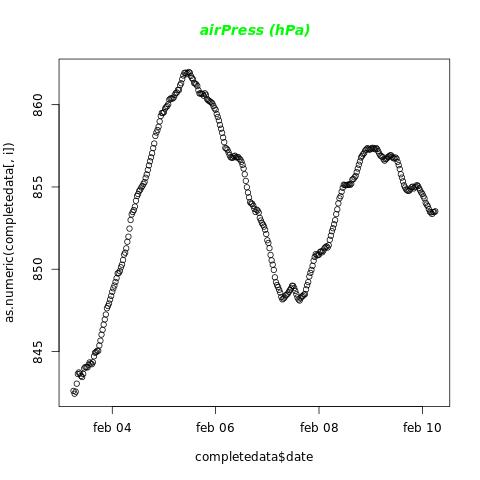 airPress (hPa)
as.numeric(completedata[, i])
860
855
850
845
feb 04
feb 06
feb 08
feb 10
completedata$date